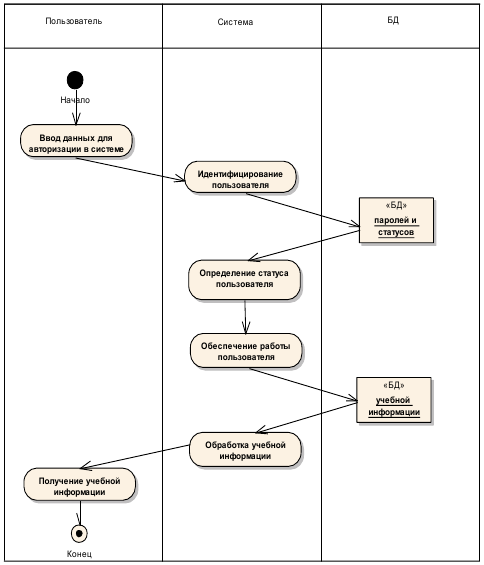 Пользователь
Система
БД
Начало
Ввод данных для
авторизации в системе
Идентифицирование
пользователя
«БД»
паролей и
статусов
Определение статуса
пользователя
Обеспечение работы
пользователя
«БД»
учебной
информации
Обработка учебной
информации
Получение учебной
информации
Конец